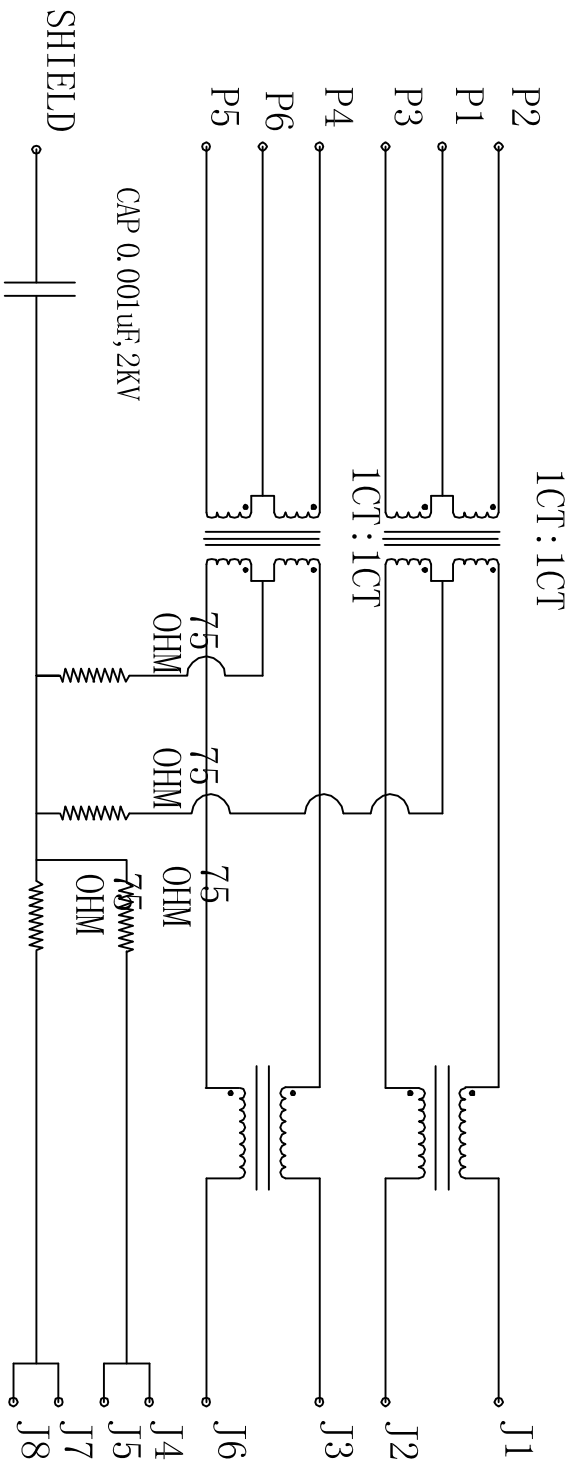 1CT:1CT
P2
J1
P1
P3
J2
1CT:1CT
P4
J3
P6
P5
J6
75
OHM
75
OHM
75
OHM
75
OHM
CAP 0.001uF,2KV
J4
J5
SHIELD
J7
J8